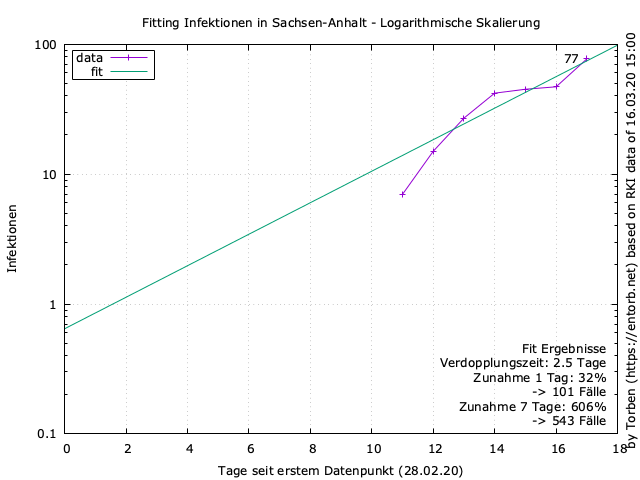 Fitting Infektionen in Sachsen-Anhalt - Logarithmische Skalierung
100
10
1
0.1
Infektionen
data
fit
77
Fit Ergebnisse
Verdopplungszeit: 2.5 Tage
Zunahme 1 Tag: 32%
-> 101 Fälle
Zunahme 7 Tage: 606%
-> 543 Fälle
0 2 4 6 8 10 12 14 16 18
Tage seit erstem Datenpunkt (28.02.20)
by Torben (https://entorb.net) based on RKI data of 16.03.20 15:00